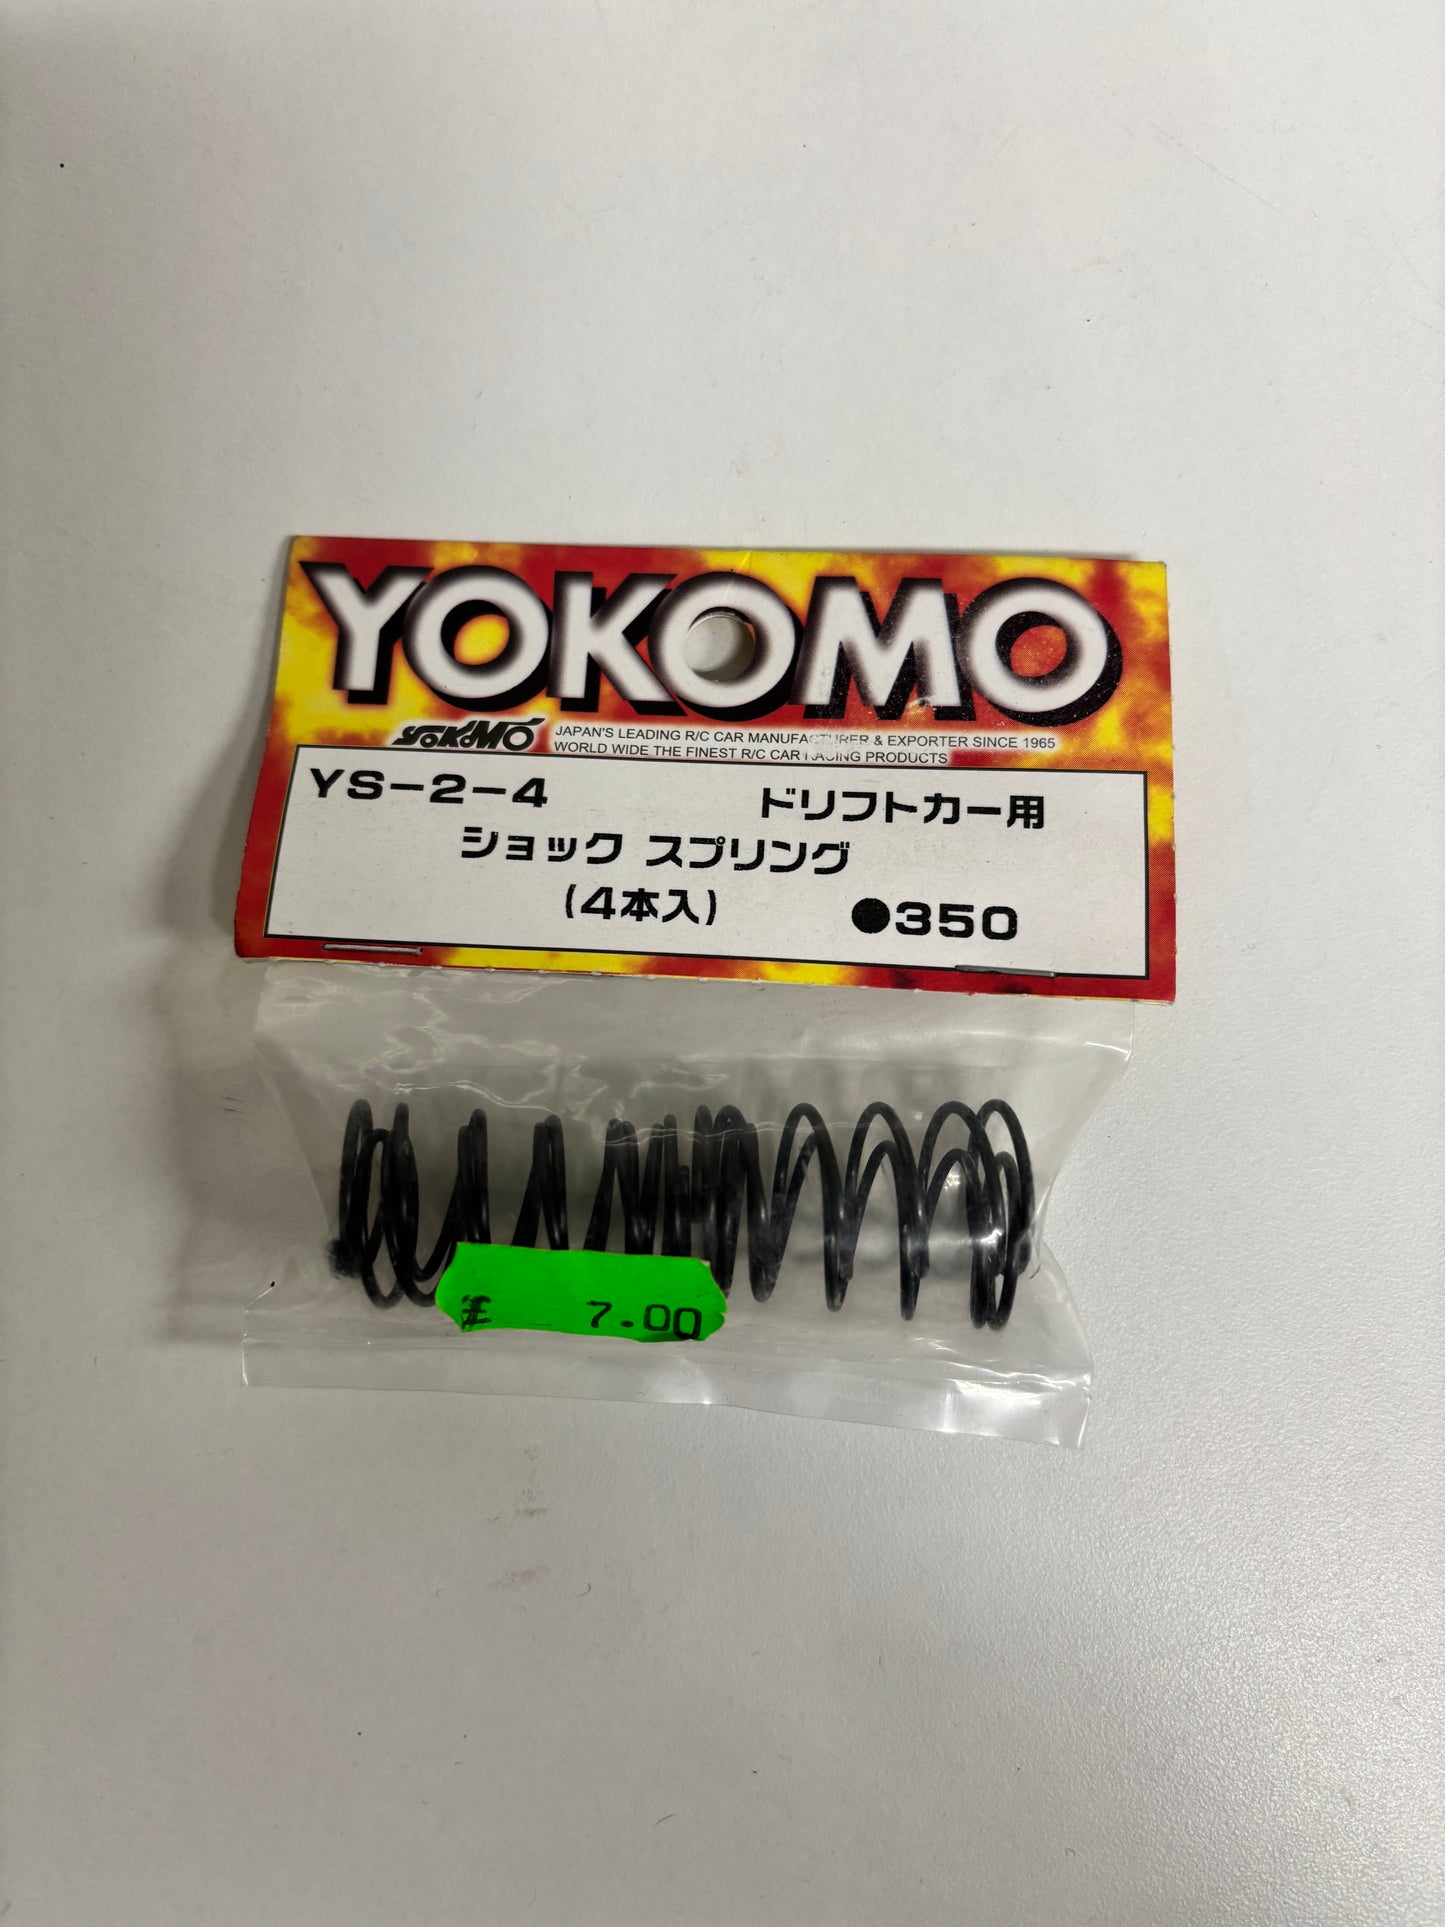 YOKOMO
YOKOMO JAPAN'S LEADING R/C CAR MANUFACTURER & EXPORTER SINCE 1965
WORLD WIDE THE FINEST R/C CAR RACING PRODUCTS
YS-2-4 ドリフトカー用
ショック スプリング
(4本入) ●350
£ 7.00